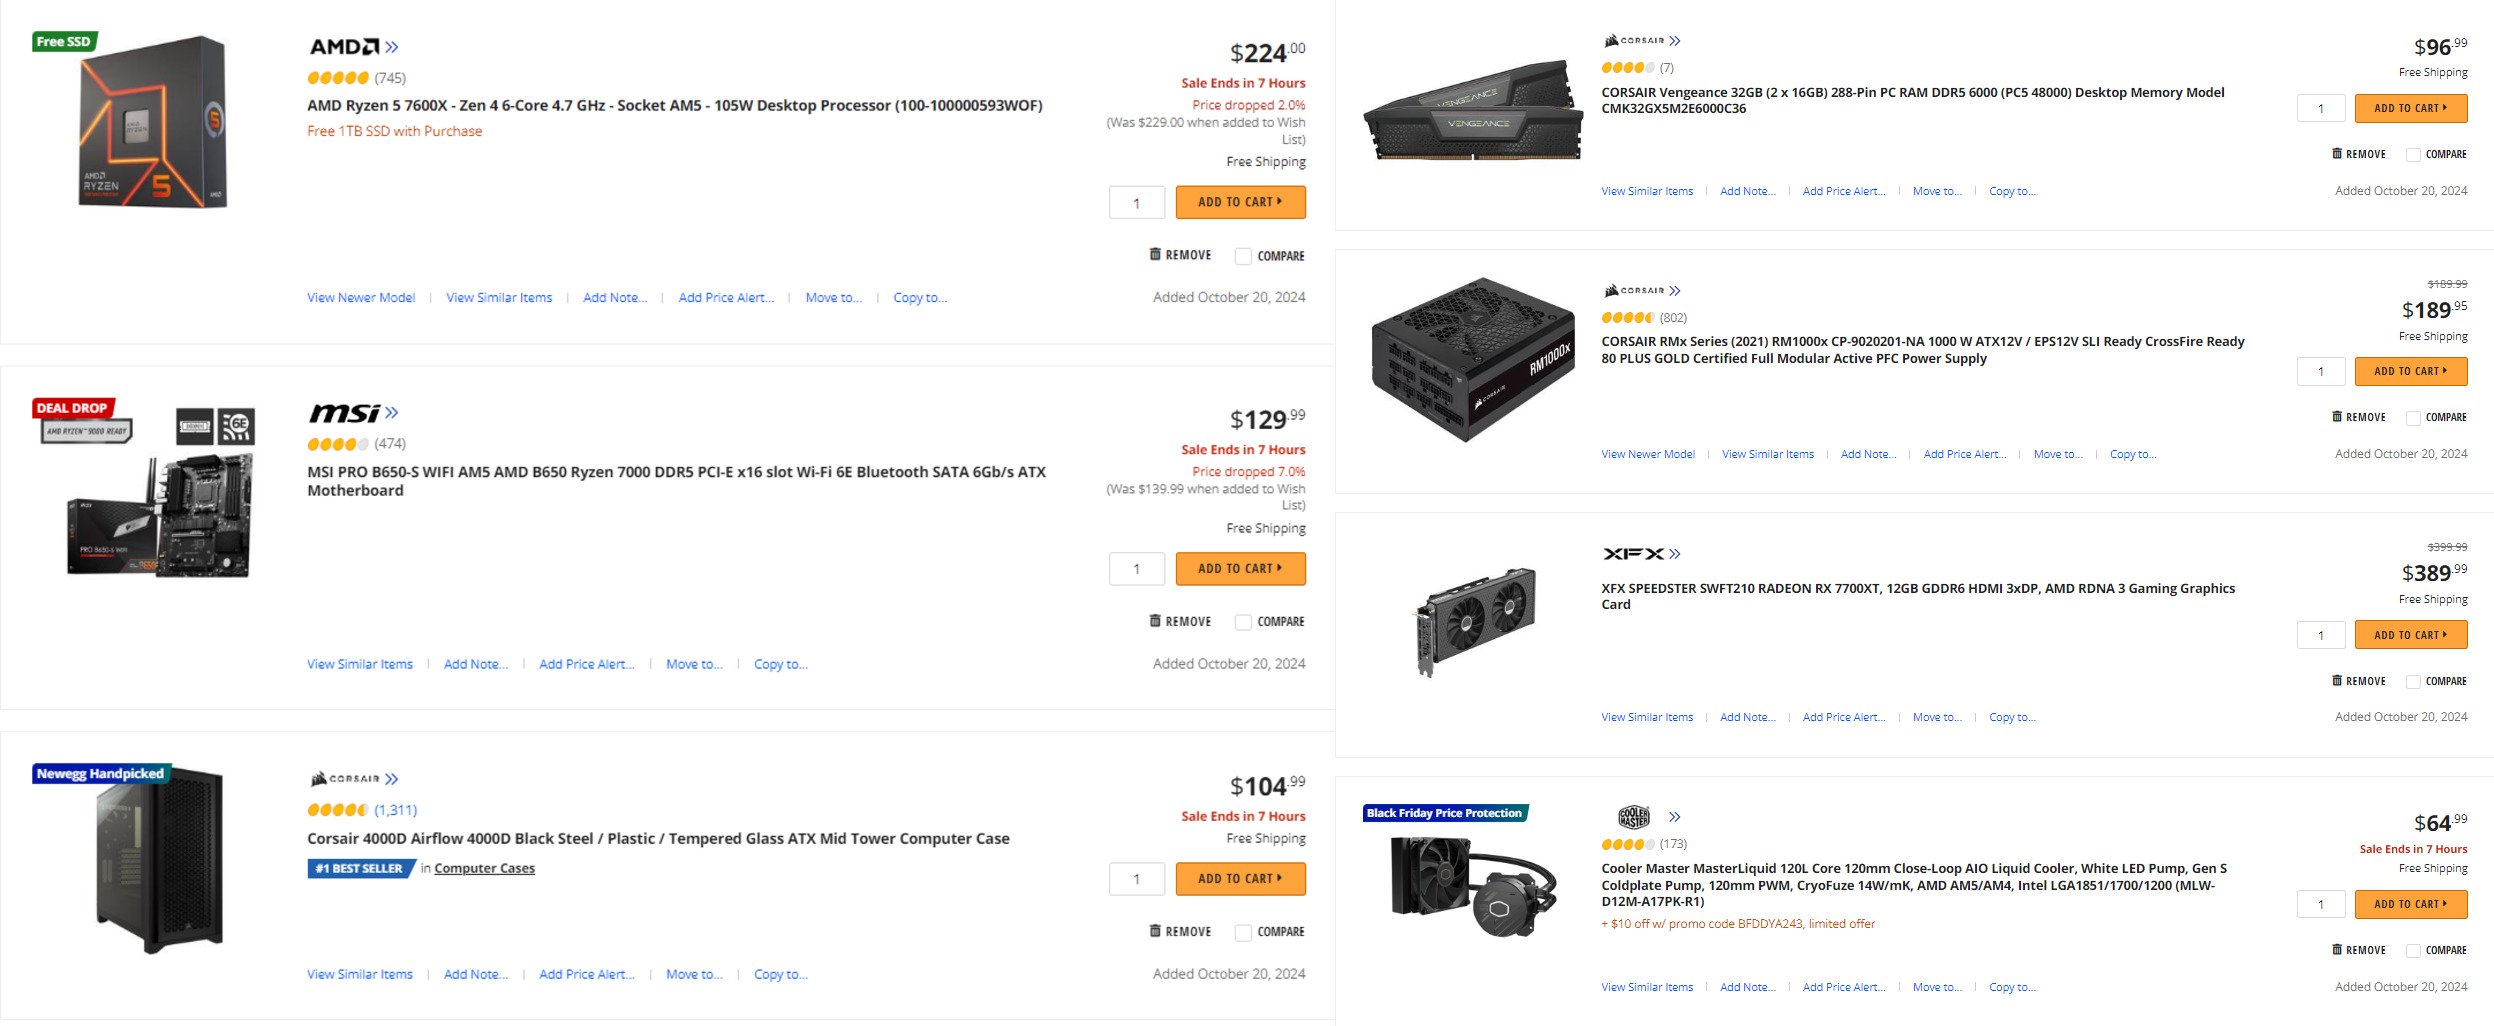 Free SSD
AMD
(745)
AMD Ryzen 5 7600X - Zen 4 6-Core 4.7 GHz - Socket AM5 - 105W Desktop Processor (100-100000593WOF)
Free 1TB SSD with Purchase
AMD
RYZEN
5
$224.00
Sale Ends in 7 Hours
Price dropped 2.0%
(Was $229.00 when added to Wish
List)
Free Shipping
1
ADD TO CART
REMOVE COMPARE
View Newer Model | View Similar Items | Add Note... | Add Price Alert... | Move to... | Copy to...
Added October 20, 2024
DEAL DROP
AMD RYZEN™ 9000 READY
6E
PRO B650-S WIFI
msi
(474)
MSI PRO B650-S WIFI AM5 AMD B650 Ryzen 7000 DDR5 PCI-E x16 slot Wi-Fi 6E Bluetooth SATA 6Gb/s ATX
Motherboard
$129.99
Sale Ends in 7 Hours
Price dropped 7.0%
(Was $139.99 when added to Wish
List)
Free Shipping
1
ADD TO CART
REMOVE COMPARE
View Similar Items | Add Note... | Add Price Alert... | Move to... | Copy to...
Added October 20, 2024
Newegg Handpicked
CORSAIR
(1,311)
Corsair 4000D Airflow 4000D Black Steel / Plastic / Tempered Glass ATX Mid Tower Computer Case
#1 BEST SELLER in Computer Cases
$104.99
Sale Ends in 7 Hours
Free Shipping
1
ADD TO CART
REMOVE COMPARE
View Similar Items | Add Note... | Add Price Alert... | Move to... | Copy to...
Added October 20, 2024
VENGEANCE
VENGEANCE
CORSAIR
(7)
CORSAIR Vengeance 32GB (2 x 16GB) 288-Pin PC RAM DDR5 6000 (PC5 48000) Desktop Memory Model
CMK32GX5M2E6000C36
$96.99
Free Shipping
1
ADD TO CART
REMOVE COMPARE
View Similar Items | Add Note... | Add Price Alert... | Move to... | Copy to...
Added October 20, 2024
CORSAIR
RM1000x
CORSAIR
(802)
CORSAIR RMx Series (2021) RM1000x CP-9020201-NA 1000 W ATX12V / EPS12V SLI Ready CrossFire Ready
80 PLUS GOLD Certified Full Modular Active PFC Power Supply
$189.99
$189.95
Free Shipping
1
ADD TO CART
REMOVE COMPARE
View Newer Model | View Similar Items | Add Note... | Add Price Alert... | Move to... | Copy to...
Added October 20, 2024
XFX
XFX SPEEDSTER SWFT210 RADEON RX 7700XT, 12GB GDDR6 HDMI 3xDP, AMD RDNA 3 Gaming Graphics
Card
$399.99
$389.99
Free Shipping
1
ADD TO CART
REMOVE COMPARE
View Similar Items | Add Note... | Add Price Alert... | Move to... | Copy to...
Added October 20, 2024
Black Friday Price Protection
COOLER
MASTER
(173)
Cooler Master MasterLiquid 120L Core 120mm Close-Loop AIO Liquid Cooler, White LED Pump, Gen S
Coldplate Pump, 120mm PWM, CryoFuze 14W/mK, AMD AM5/AM4, Intel LGA1851/1700/1200 (MLW-
D12M-A17PK-R1)
+ $10 off w/ promo code BFDDYA243, limited offer
$64.99
Sale Ends in 7 Hours
Free Shipping
1
ADD TO CART
REMOVE COMPARE
View Similar Items | Add Note... | Add Price Alert... | Move to... | Copy to...
Added October 20, 2024